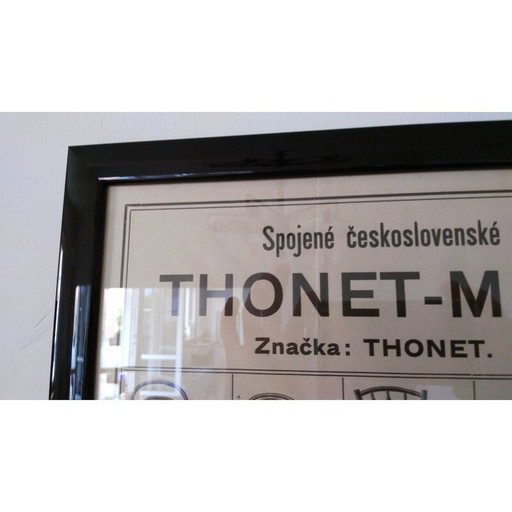 Spojené československé
THONET-M
Značka: THONET.